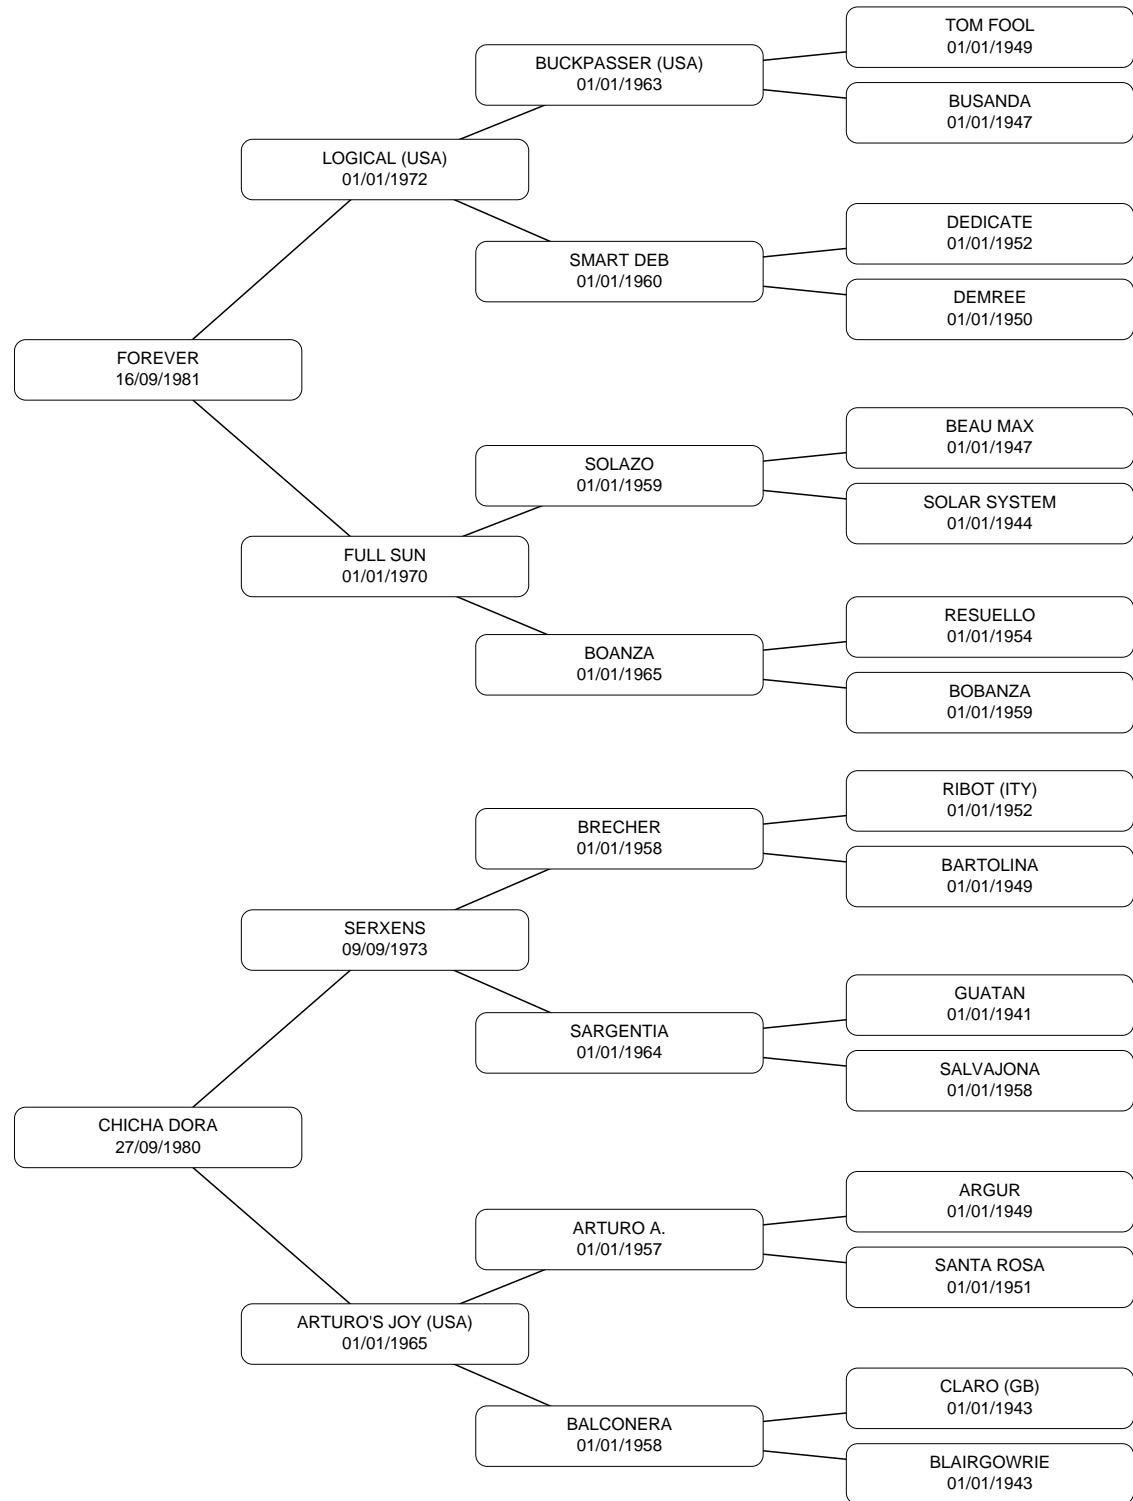 TOM FOOL
01/01/1949
BUCKPASSER (USA)
01/01/1963
BUSANDA
01/01/1947
LOGICAL (USA)
01/01/1972
DEDICATE
01/01/1952
SMART DEB
01/01/1960
DEMREE
01/01/1950
FOREVER
16/09/1981
BEAU MAX
01/01/1947
SOLAZO
01/01/1959
SOLAR SYSTEM
01/01/1944
FULL SUN
01/01/1970
RESUELLO
01/01/1954
BOANZA
01/01/1965
BOBANZA
01/01/1959
RIBOT (ITY)
01/01/1952
BRECHER
01/01/1958
BARTOLINA
01/01/1949
SERXENS
09/09/1973
GUATAN
01/01/1941
SARGENTIA
01/01/1964
SALVAJONA
01/01/1958
CHICHA DORA
27/09/1980
ARGUR
01/01/1949
ARTURO A.
01/01/1957
SANTA ROSA
01/01/1951
ARTURO'S JOY (USA)
01/01/1965
CLARO (GB)
01/01/1943
BALCONERA
01/01/1958
BLAIRGOWRIE
01/01/1943